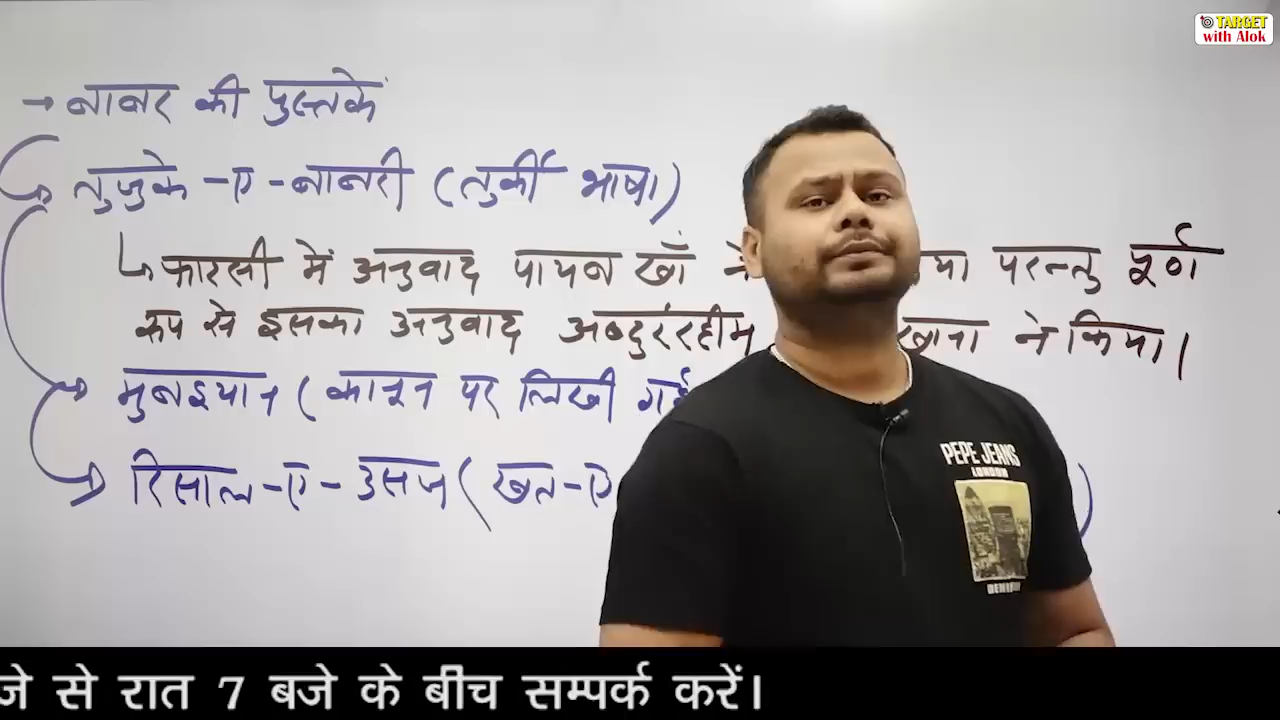 TARGET
with Alok
→ बाबर की पुस्तकें
तुजुके-ए-बाबरी (तुर्की भाषा)
फारसी में अनुवाद पायन्दा खाँ ने परन्तु पूर्ण
रूप से इसका अनुवाद अब्दुर्रहीम ने किया।
मुबइयान (कानून पर लिखी गई
रिसाल-ए-उसज (खत-ए
PEPE JEANS
LONDON
जे से रात 7 बजे के बीच सम्पर्क करें।